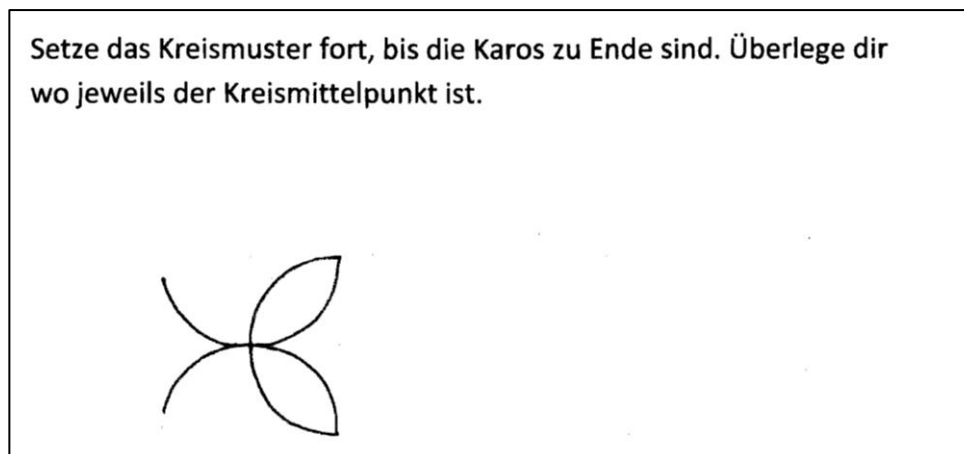 Setze das Kreismuster fort, bis die Karos zu Ende sind. Überlege dir
wo jeweils der Kreismittelpunkt ist.